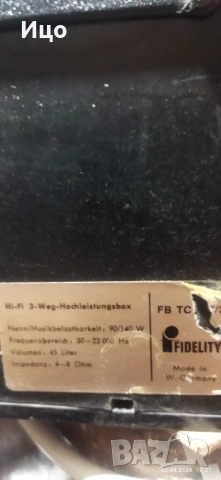 Ицо
Hi-Fi 3-Weg-Hochleistungsbox
FB TC
Nenn/Musikbelastbarkeit: 90/140 W
Frequenzbereich: 30—22 000 Hz
Volumen: 45 Liter
Impedanz: 4—8 Ohm
FIDELITY
Made in
W.-Germany
BAZAR